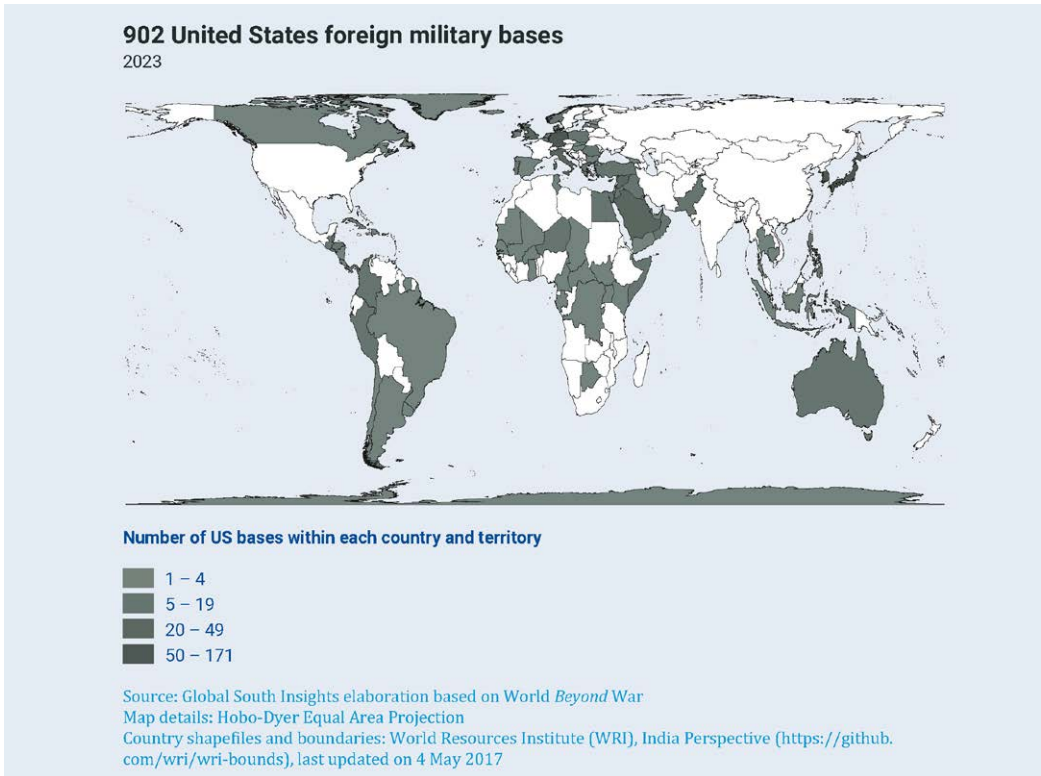 902 United States foreign military bases
2023
Number of US bases within each country and territory
1 – 4
5 – 19
20 – 49
50 – 171
Source: Global South Insights elaboration based on World Beyond War
Map details: Hobo-Dyer Equal Area Projection
Country shapefiles and boundaries: World Resources Institute (WRI), India Perspective (https://github.
com/wri/wri-bounds), last updated on 4 May 2017